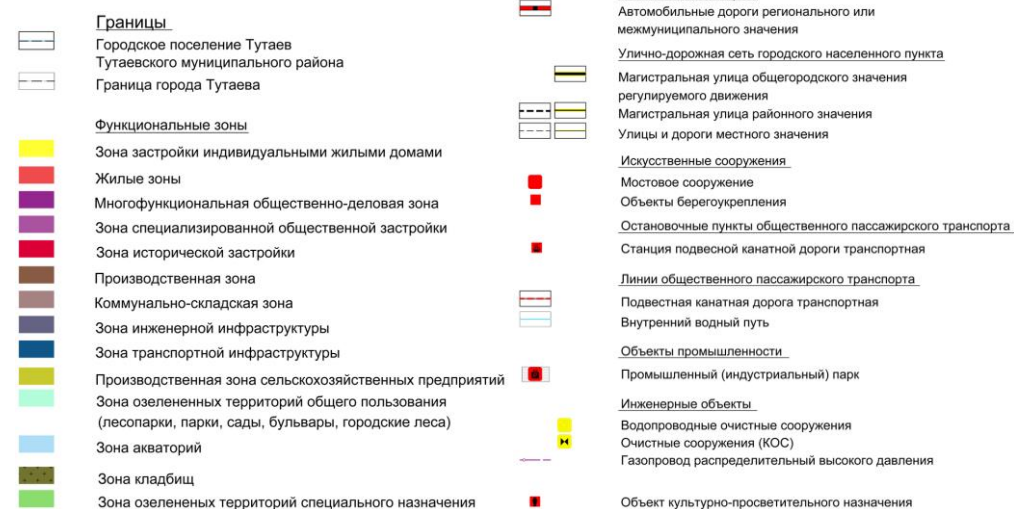 Границы
Городское поселение Тутаев
Тутаевского муниципального района
Граница города Тутаева
Функциональные зоны
Зона застройки индивидуальными жилыми домами
Жилые зоны
Многофункциональная общественно-деловая зона
Зона специализированной общественной застройки
Зона исторической застройки
Производственная зона
Коммунально-складская зона
Зона инженерной инфраструктуры
Зона транспортной инфраструктуры
Производственная зона сельскохозяйственных предприятий
Зона озелененных территорий общего пользования
(лесопарки, парки, сады, бульвары, городские леса)
Зона акваторий
Зона кладбищ
Зона озеленеых территорий специального назначения
Автомобильные дороги регионального или
межмуниципального значения
Улично-дорожная сеть городского населенного пункта
Магистральная улица общегородского значения
регулируемого движения
Магистральная улица районного значения
Улицы и дороги местного значения
Искусственные сооружения
Мостовое сооружение
Объекты берегоукрепления
Остановочные пункты общественного пассажирского транспорта
Станция подвесной канатной дороги транспортная
Линии общественного пассажирского транспорта
Подвестная канатная дорога транспортная
Внутренний водный путь
Объекты промышленности
Промышленный (индустриальный) парк
Инженерные объекты
Водопроводные очистные сооружения
Очистные сооружения (КОС)
Газопровод распределительный высокого давления
Объект культурно-просветительного назначения